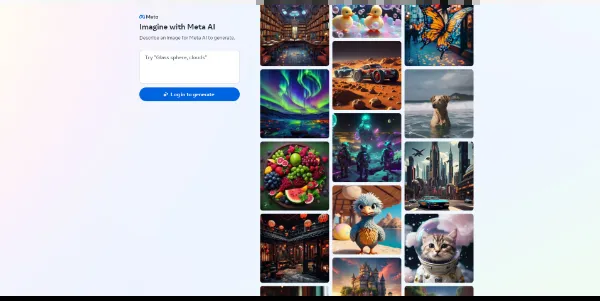 Meta
Imagine with Meta AI
Describe an image for Meta AI to generate.
Try "Glass sphere, clouds"
Log in to generate